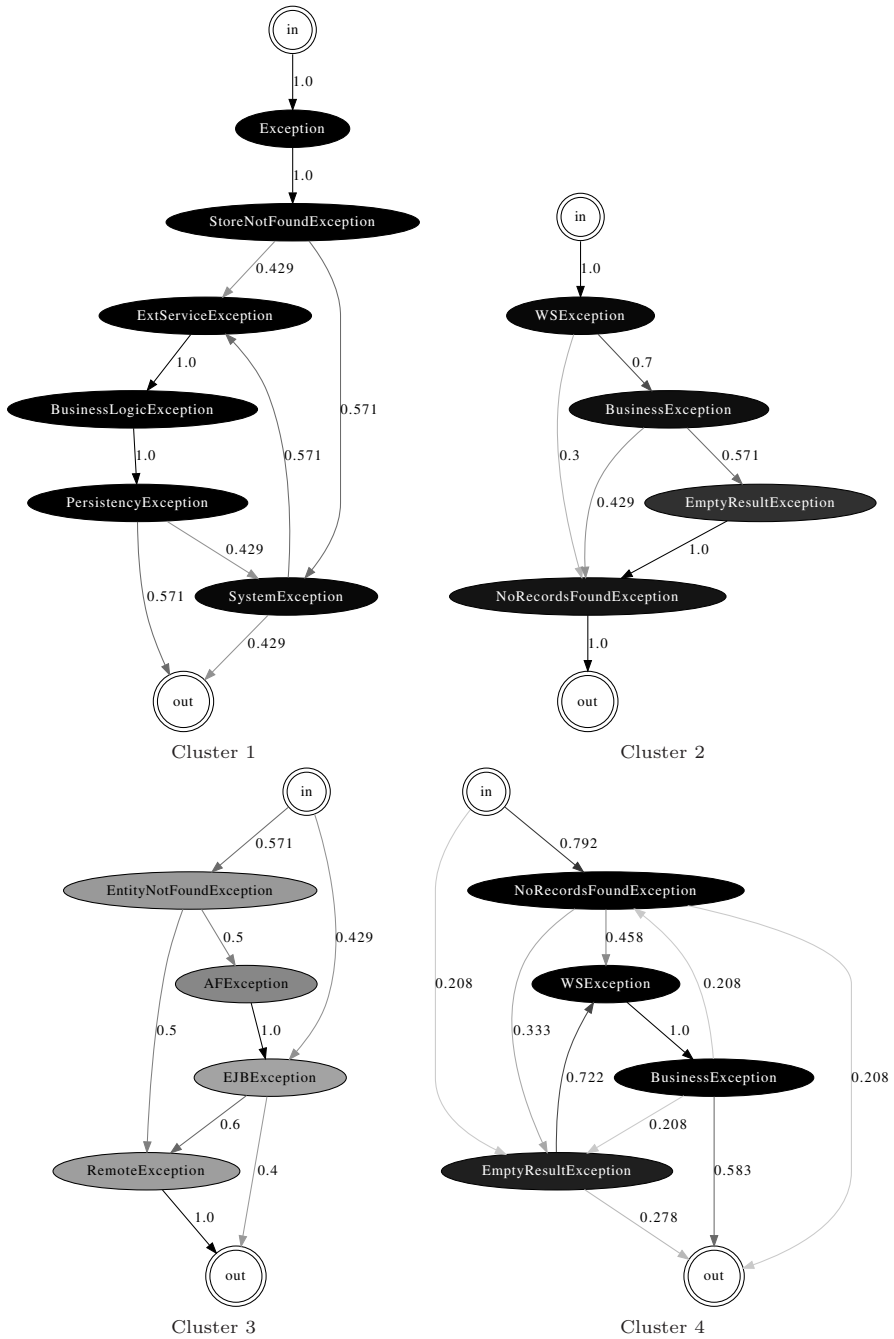 in
1.0
Exception
1.0
StoreNotFoundException
0.429
ExtServiceException
1.0
BusinessLogicException
0.571
0.571
1.0
PersistencyException
0.429
SystemException
0.571
0.429
out
Cluster 1
in
1.0
WSException
0.7
BusinessException
0.3
0.571
0.429
EmptyResultException
1.0
NoRecordsFoundException
1.0
out
Cluster 2
in
0.571
EntityNotFoundException
0.5
0.429
AFException
0.5
1.0
EJBException
0.6
RemoteException
0.4
1.0
out
Cluster 3
in
0.792
NoRecordsFoundException
0.458
0.208
WSException
0.208
0.333
1.0
0.722
BusinessException
0.208
0.208
EmptyResultException
0.583
0.278
out
Cluster 4